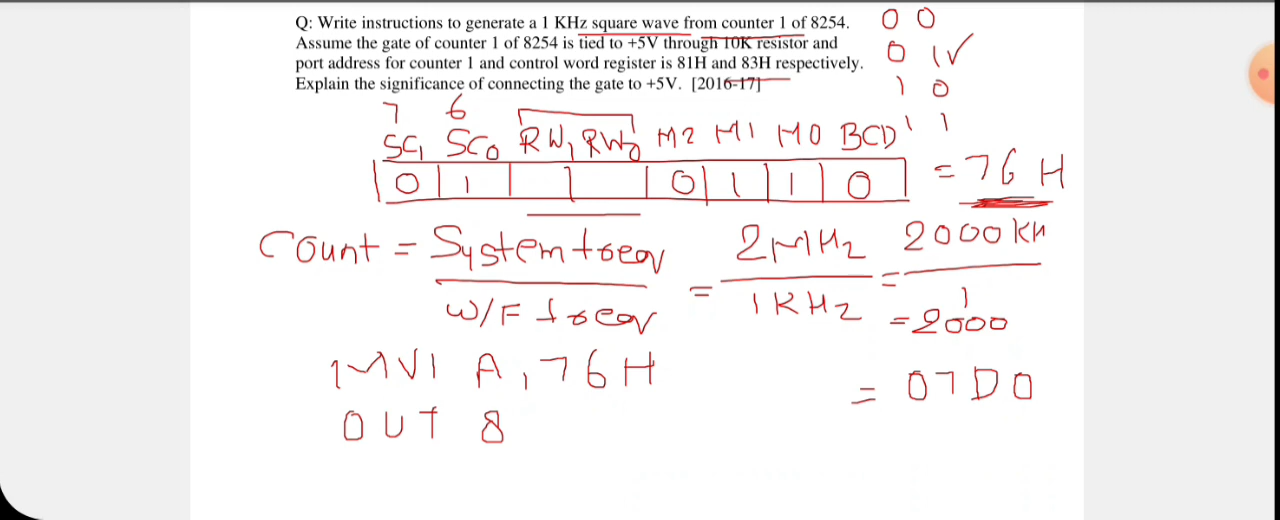 Q: Write instructions to generate a 1 KHz square wave from counter 1 of 8254.
Assume the gate of counter 1 of 8254 is tied to +5V through 10K resistor and
port address for counter 1 and control word register is 81H and 83H respectively.
Explain the significance of connecting the gate to +5V. [2016-17]
0 0
0 1✓
1 0
1 1
7 6
SC1 SC0 RW1 RW0 M2 M1 M0 BCD
0 1 1 1 0 1 1 0 = 76 H
Count = System freq / W/F freq = 2MHz / 1KHz = 2000 KH / 1
= 2000
= 07D0
MVI A, 76H
OUT 8